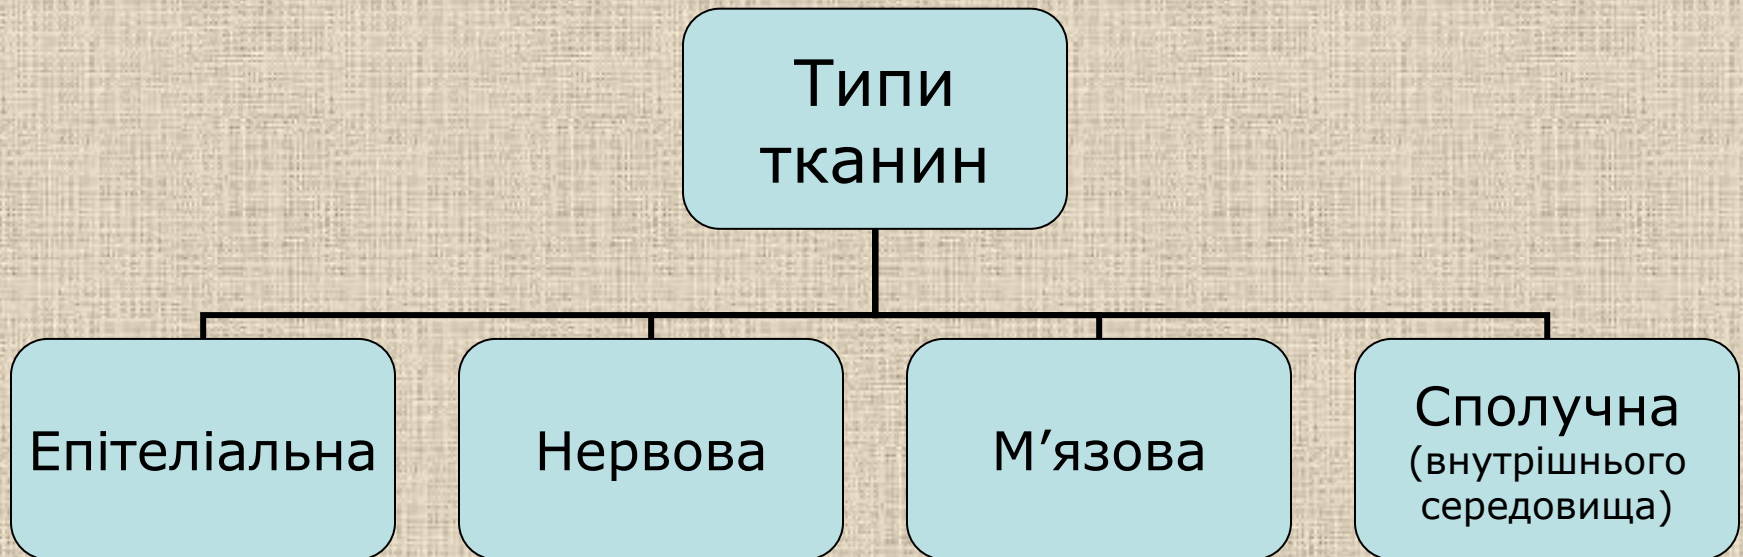 Типи
тканин
Епітеліальна
Нервова
М′язова
Сполучна
(внутрішнього
середовища)